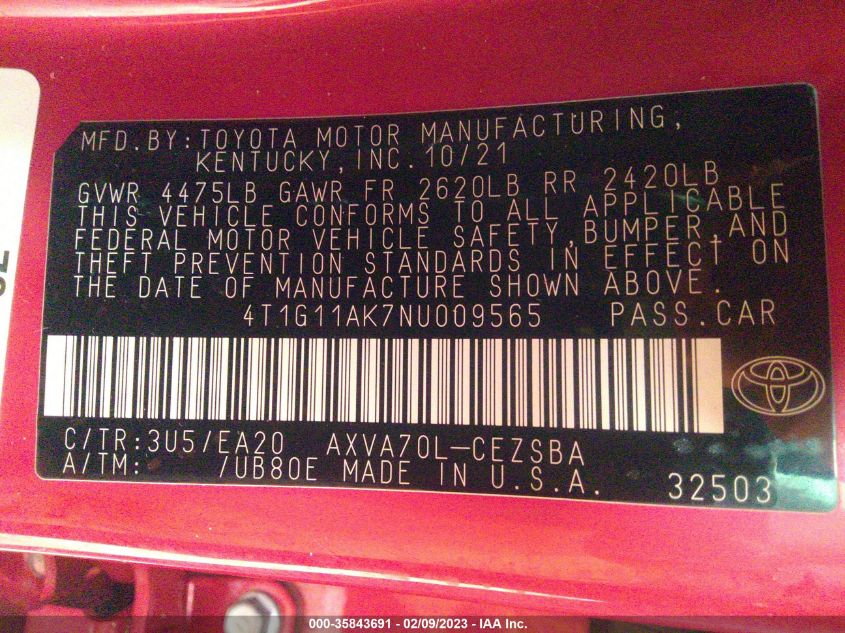 MFD.BY:TOYOTA MOTOR MANUFACTURING,
KENTUCKY,INC.10/21
GVWR 4475LB GAWR FR 2620LB RR 2420LB
THIS VEHICLE CONFORMS TO ALL APPLICABLE
FEDERAL MOTOR VEHICLE SAFETY,BUMPER,AND
THEFT PREVENTION STANDARDS IN EFFECT ON
THE DATE OF MANUFACTURE SHOWN ABOVE.
4T1G11AK7NU009565 PASS.CAR
C/TR:3U5/EA20 AXVA70L-CEZSBA
A/TM: /UB80E MADE IN U.S.A.
32503
000-35843691 - 02/09/2023 - IAA Inc.